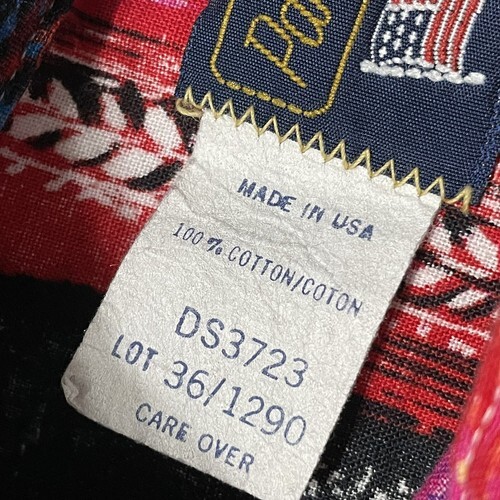 MADE IN USA
100% COTTON/COTON
DS3723
LOT 36/1290
CARE OVER